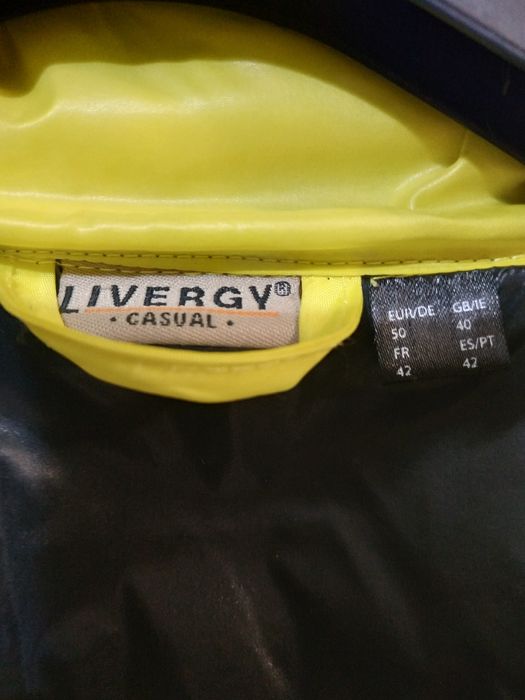 LIVERGY®
· CASUAL ·
EUR/DE GB/IE
50 40
FR ES/PT
42 42